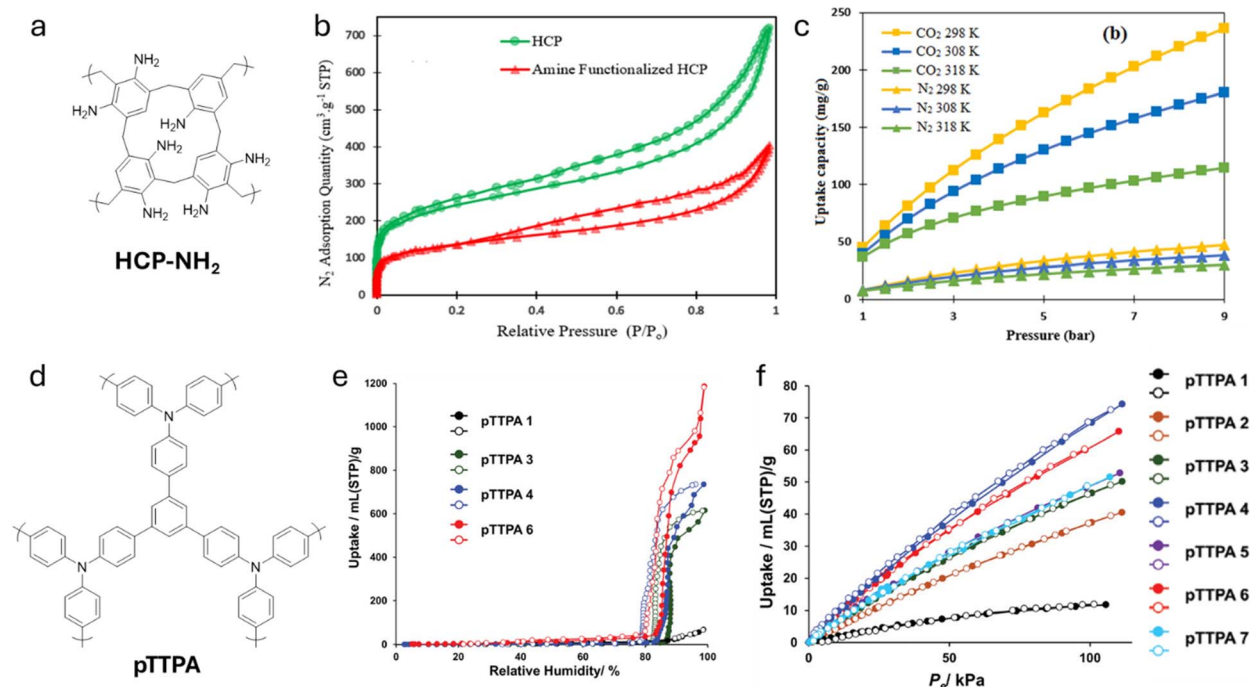 a
NH2
NH2
NH2
NH2
NH2
NH2
NH2
NH2
HCP-NH2
b
700
600
500
400
300
200
100
0
0
0.2
0.4
0.6
0.8
1
HCP
Amine Functionalized HCP
N2 Adsorption Quantity (cm3.g-1 STP)
Relative Pressure (P/Po)
c
(b)
250
200
150
100
50
0
1
3
5
7
9
CO2 298 K
CO2 308 K
CO2 318 K
N2 298 K
N2 308 K
N2 318 K
Uptake capacity (mg/g)
Pressure (bar)
d
N
N
N
pTTPA
e
1200
1000
800
600
400
200
0
0
20
40
60
80
100
pTTPA 1
pTTPA 3
pTTPA 4
pTTPA 6
Uptake / mL(STP)/g
Relative Humidity/ %
f
80
70
60
50
40
30
20
10
0
0
50
100
Uptake / mL(STP)/g
Pe/ kPa
pTTPA 1
pTTPA 2
pTTPA 3
pTTPA 4
pTTPA 5
pTTPA 6
pTTPA 7